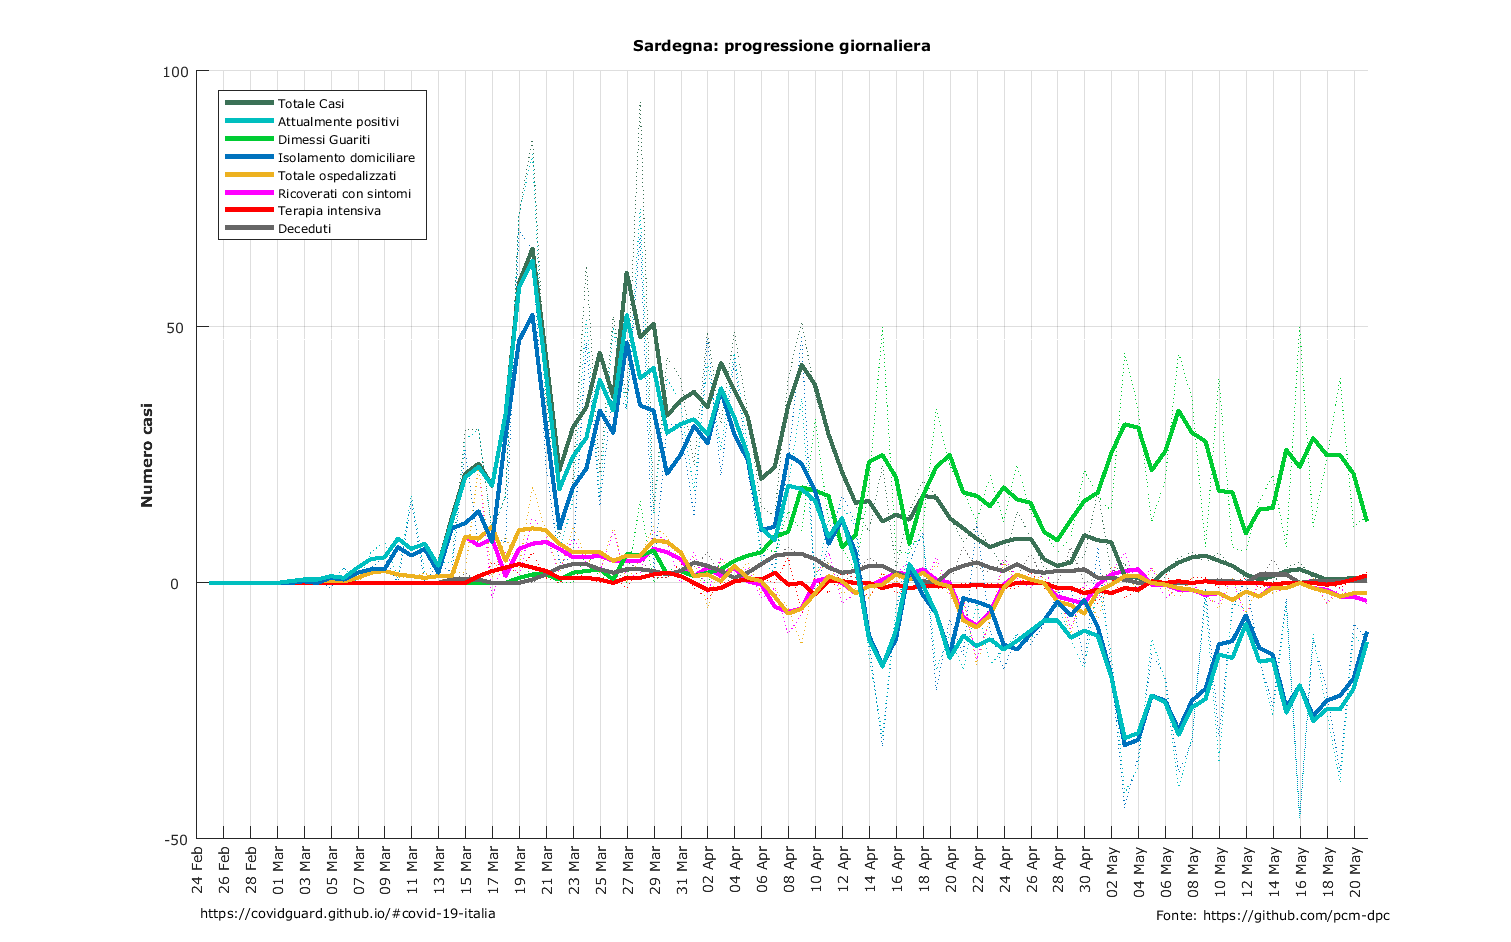 Sardegna: progressione giornaliera
100
50
0
-50
Numero casi
Totale Casi
Attualmente positivi
Dimessi Guariti
Isolamento domiciliare
Totale ospedalizzati
Ricoverati con sintomi
Terapia intensiva
Deceduti
24 Feb
26 Feb
28 Feb
01 Mar
03 Mar
05 Mar
07 Mar
09 Mar
11 Mar
13 Mar
15 Mar
17 Mar
19 Mar
21 Mar
23 Mar
25 Mar
27 Mar
29 Mar
31 Mar
02 Apr
04 Apr
06 Apr
08 Apr
10 Apr
12 Apr
14 Apr
16 Apr
18 Apr
20 Apr
22 Apr
24 Apr
26 Apr
28 Apr
30 Apr
02 May
04 May
06 May
08 May
10 May
12 May
14 May
16 May
18 May
20 May
https://covidguard.github.io/#covid-19-italia
Fonte: https://github.com/pcm-dpc